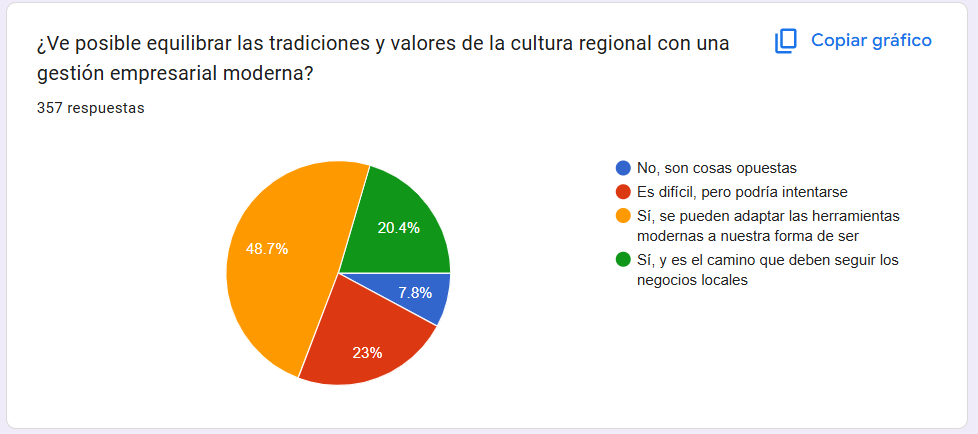 ¿Ve posible equilibrar las tradiciones y valores de la cultura regional con una
gestión empresarial moderna?
Copiar gráfico
357 respuestas
No, son cosas opuestas
Es difícil, pero podría intentarse
Sí, se pueden adaptar las herramientas
modernas a nuestra forma de ser
Sí, y es el camino que deben seguir los
negocios locales
20.4%
48.7%
7.8%
23%